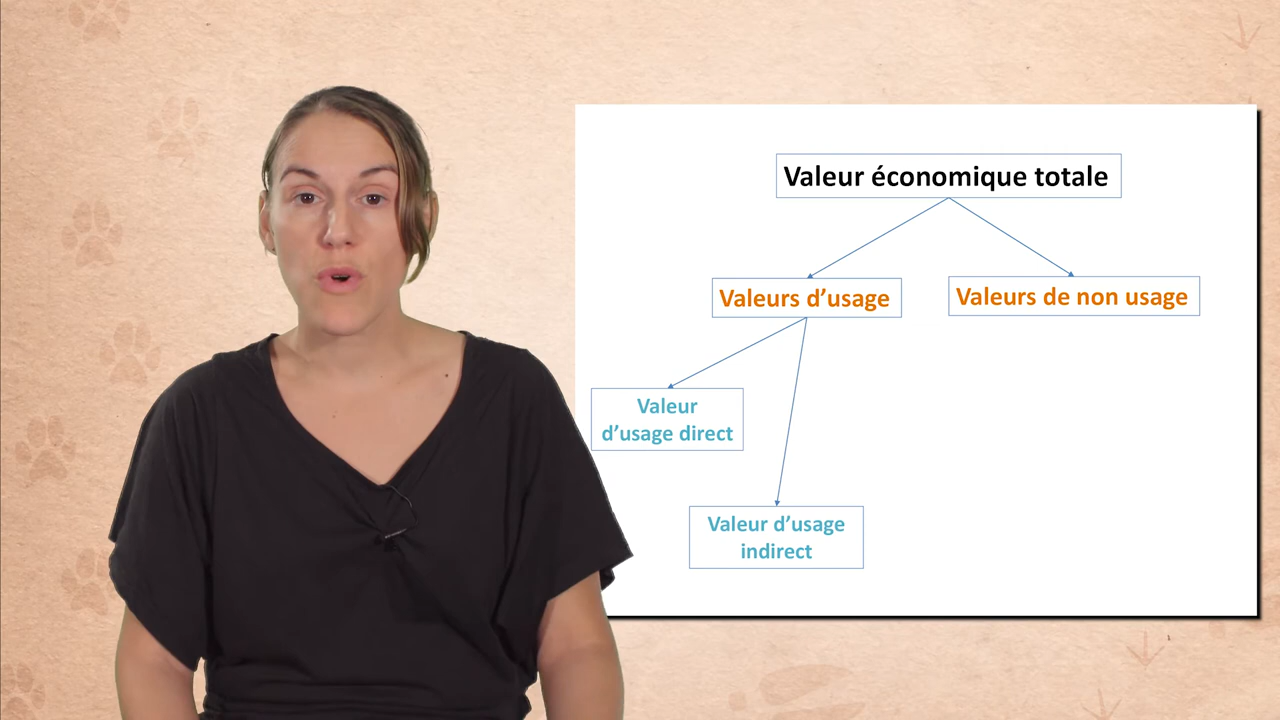 Valeur économique totale
Valeurs d’usage
Valeurs de non usage
Valeur
d’usage direct
Valeur d’usage
indirect